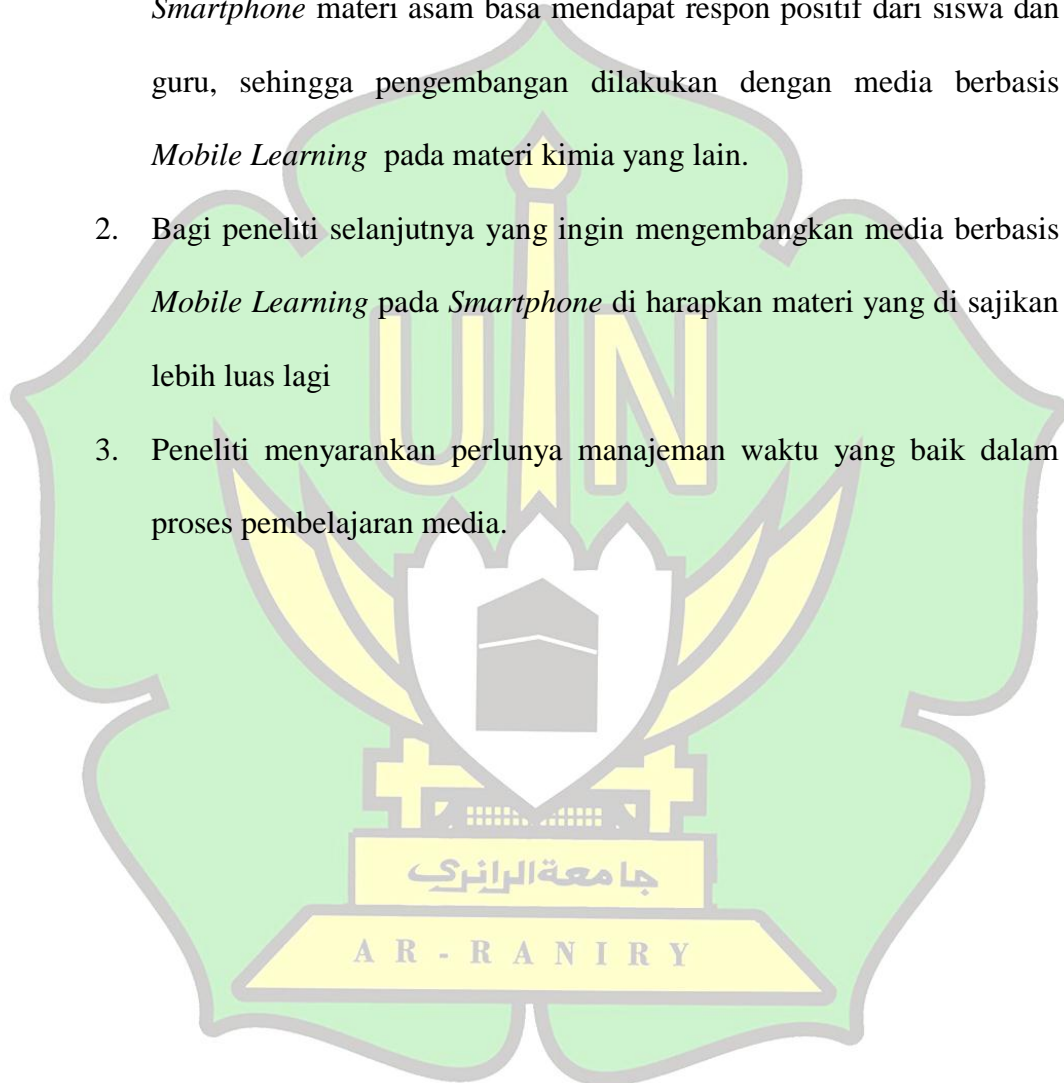 Smartphone materi asam basa mendapat respon positif dari siswa dan
guru, sehingga pengembangan dilakukan dengan media berbasis
Mobile Learning pada materi kimia yang lain.
2. Bagi peneliti selanjutnya yang ingin mengembangkan media berbasis
Mobile Learning pada Smartphone di harapkan materi yang di sajikan
lebih luas lagi
3. Peneliti menyarankan perlunya manajeman waktu yang baik dalam
proses pembelajaran media.
UIN
جامعة الرانري
AR - RANIRY